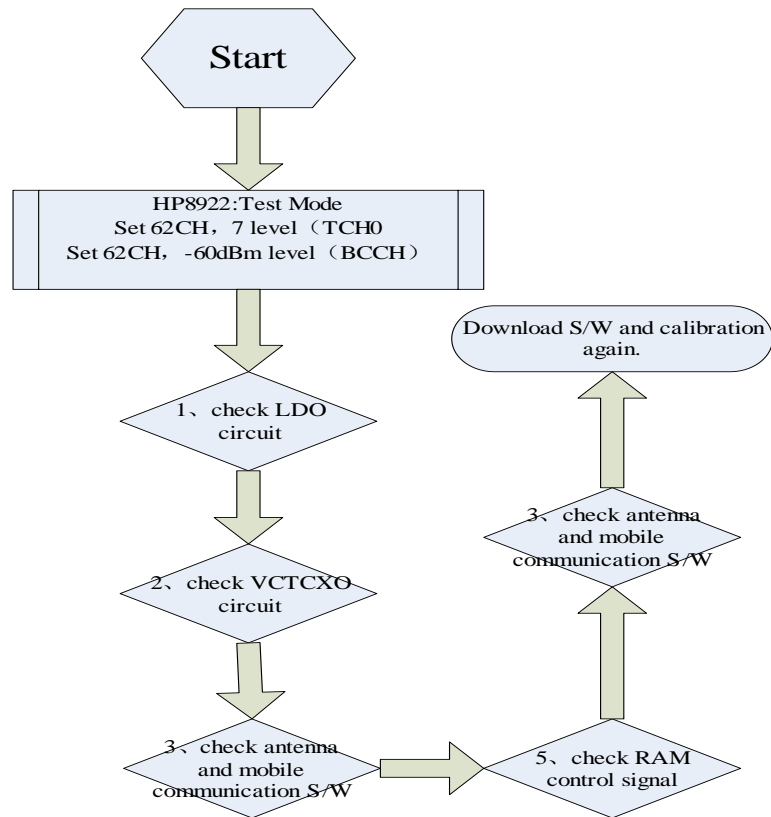 Start
HP8922:Test Mode
Set 62CH，7 level（TCH0
Set 62CH，-60dBm level（BCCH）
1、check LDO
circuit
2、check VCTCXO
circuit
3、check antenna
and mobile
communication S/W
5、check RAM
control signal
3、check antenna
and mobile
communication S/W
Download S/W and calibration
again.